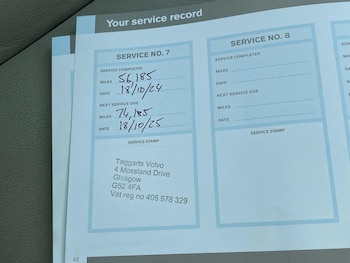 Your service record
SERVICE NO. 7
SERVICE COMPLETED
MILES 56,185
DATE 18/10/24
NEXT SERVICE DUE
MILES 74,185
DATE 18/10/25
SERVICE STAMP
Taggarts Volvo
4 Mossland Drive
Glasgow
G52 4FA
Vat reg no 405 978 329
SERVICE NO. 8
SERVICE COMPLETED
MILES
DATE
NEXT SERVICE DUE
MILES
DATE
SERVICE STAMP